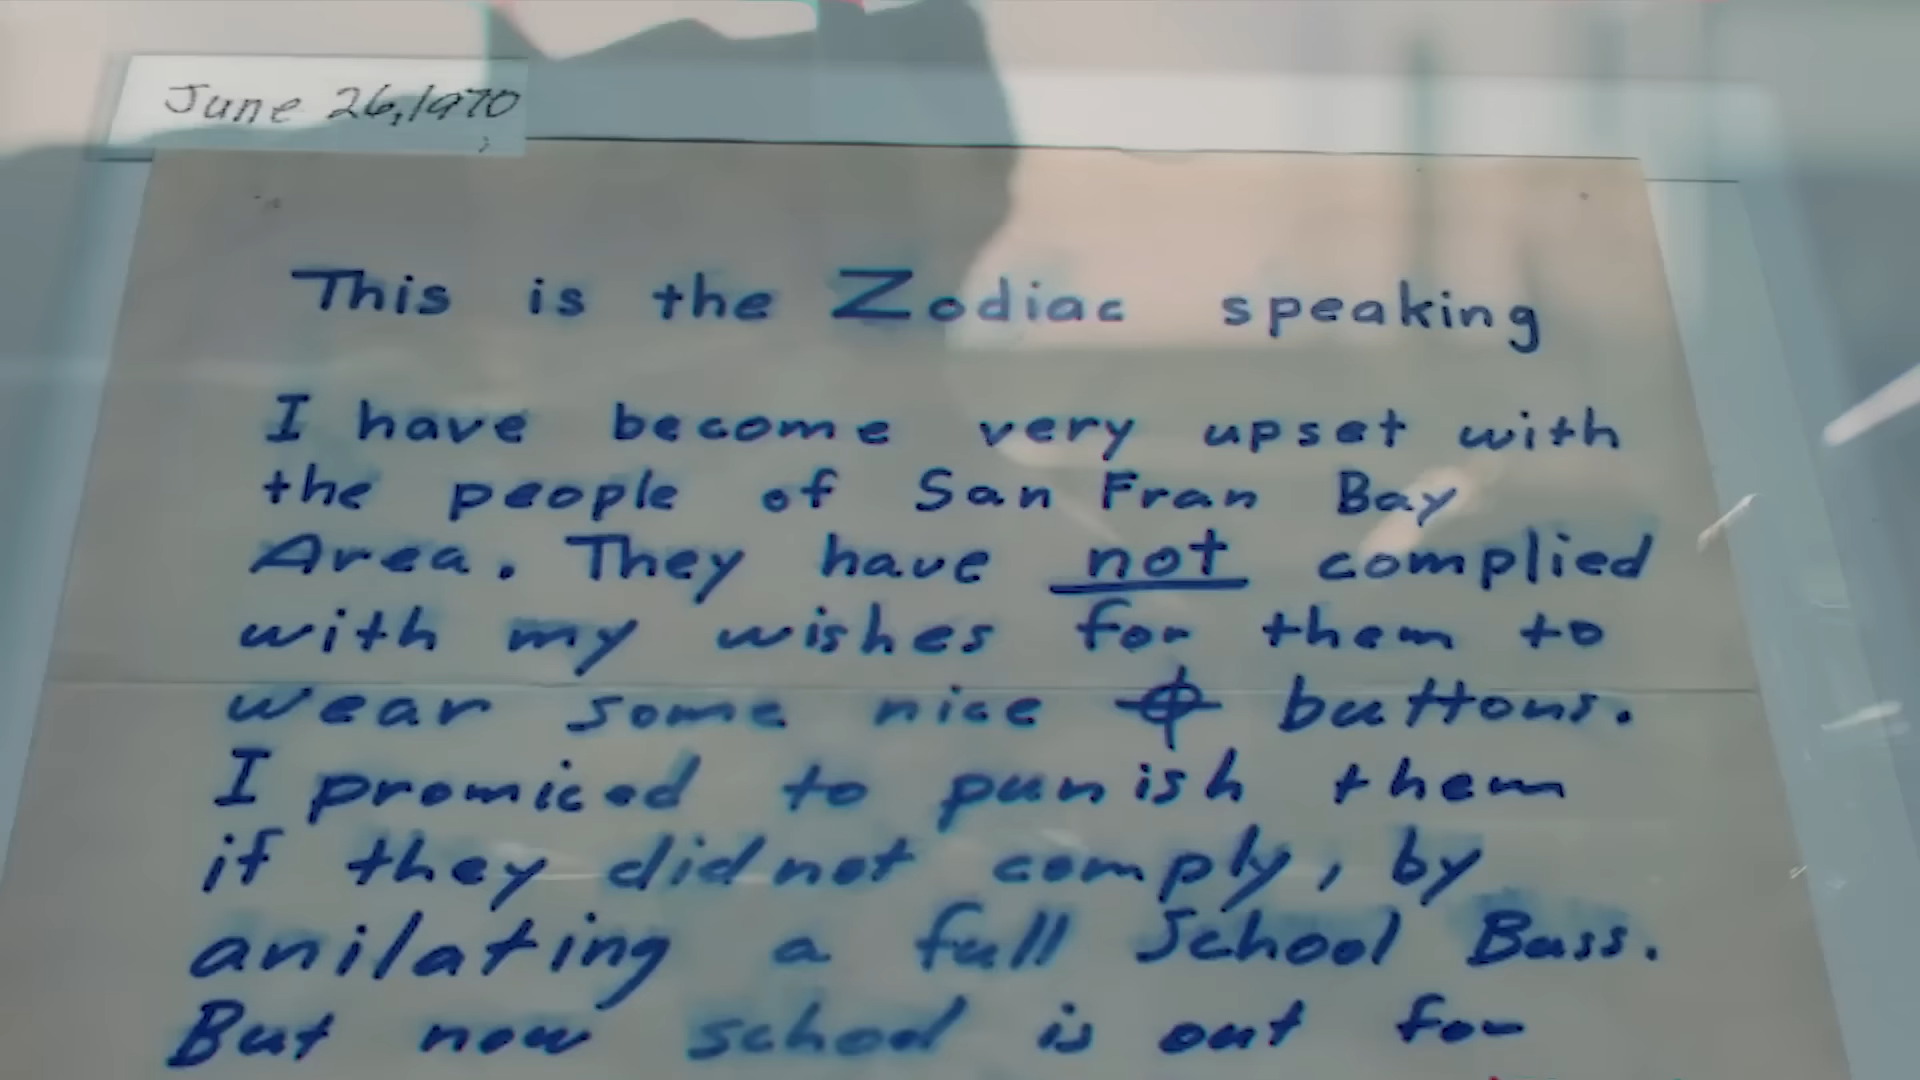 June 26, 1970
This is the Zodiac speaking
I have become very upset with
the people of San Fran Bay
Area. They have not complied
with my wishes for them to
wear some nice ⌖ buttons.
I promiced to punish them
if they did not comply, by
anilating a full School Buss.
But now school is out for